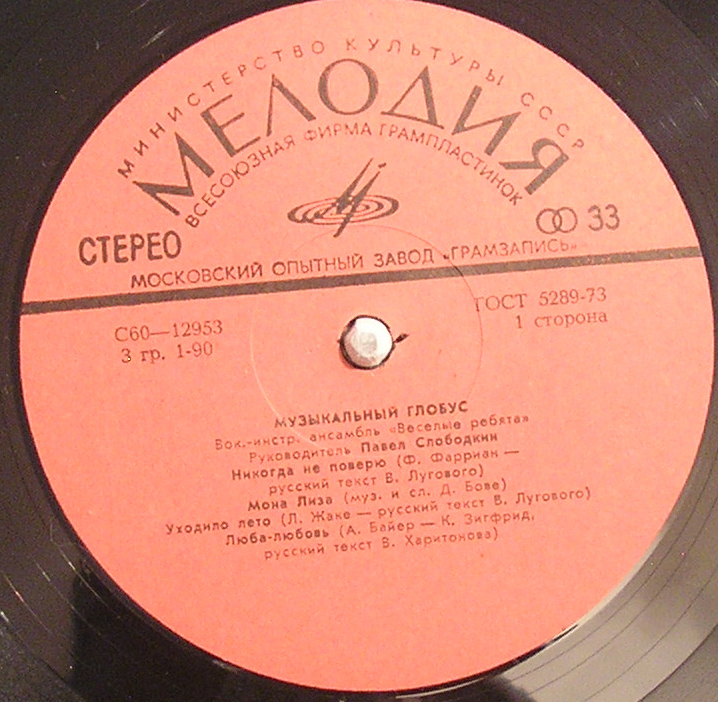 МИНИСТЕРСТВО КУЛЬТУРЫ СССР
МЕЛОДИЯ
ВСЕСОЮЗНАЯ ФИРМА ГРАМПЛАСТИНОК
СТЕРЕО
33
МОСКОВСКИЙ ОПЫТНЫЙ ЗАВОД «ГРАМЗАПИСЬ»
С60—12953
ГОСТ 5289-73
3 гр. 1-90
1 сторона
МУЗЫКАЛЬНЫЙ ГЛОБУС
Вок.-инстр. ансамбль «Веселые ребята»
Руководитель Павел Слободкин
Никогда не поверю (Ф. Фарриан —
русский текст В. Лугового)
Мона Лиза (муз. и сл. Д. Бове)
Уходило лето (Л. Жаке — русский текст В. Лугового)
Люба-любовь (А. Байер — К. Зигфрид,
русский текст В. Харитонова)